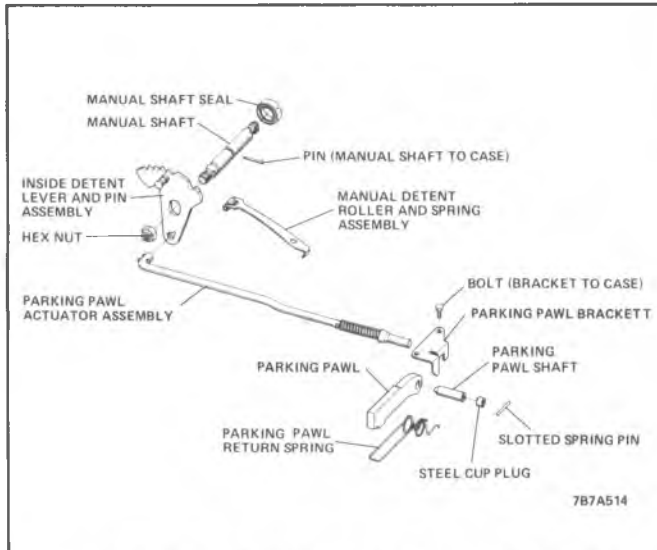 MANUAL SHAFT SEAL
MANUAL SHAFT
PIN (MANUAL SHAFT TO CASE)
INSIDE DETENT
LEVER AND PIN
ASSEMBLY
MANUAL DETENT
ROLLER AND SPRING
ASSEMBLY
HEX NUT
BOLT (BRACKET TO CASE)
PARKING PAWL
ACTUATOR ASSEMBLY
PARKING PAWL BRACKETT
PARKING
PAWL SHAFT
PARKING PAWL
PARKING PAWL
RETURN SPRING
SLOTTED SPRING PIN
STEEL CUP PLUG
7B7A514